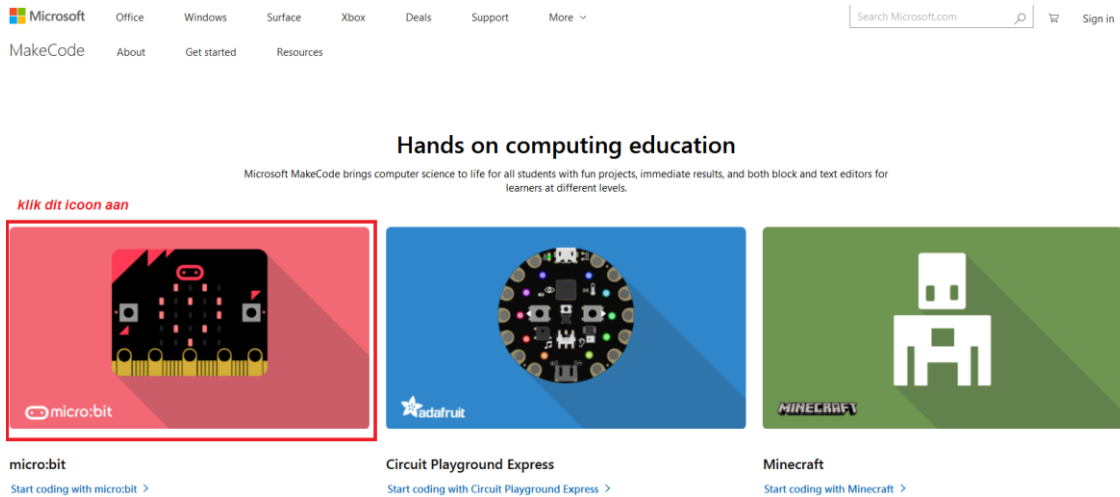 Microsoft Office Windows Surface Xbox Deals Support More Search Microsoft.com Sign in
MakeCode About Get started Resources
Hands on computing education
Microsoft MakeCode brings computer science to life for all students with fun projects, immediate results, and both block and text editors for
learners at different levels.
klik dit icoon aan
micro:bit adafruit MINECRAFT
micro:bit Circuit Playground Express Minecraft
Start coding with micro:bit > Start coding with Circuit Playground Express > Start coding with Minecraft >